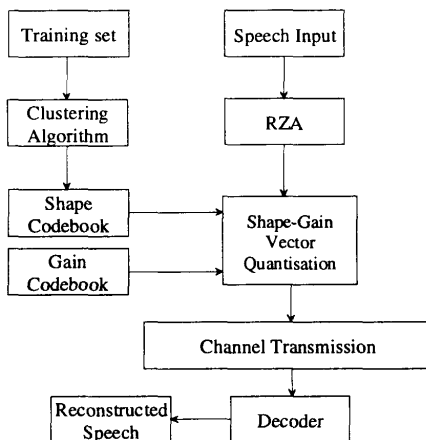 Training set
Speech Input
Clustering
Algorithm
RZA
Shape
Codebook
Shape-Gain
Vector
Quantisation
Gain
Codebook
Channel Transmission
Reconstructed
Speech
Decoder